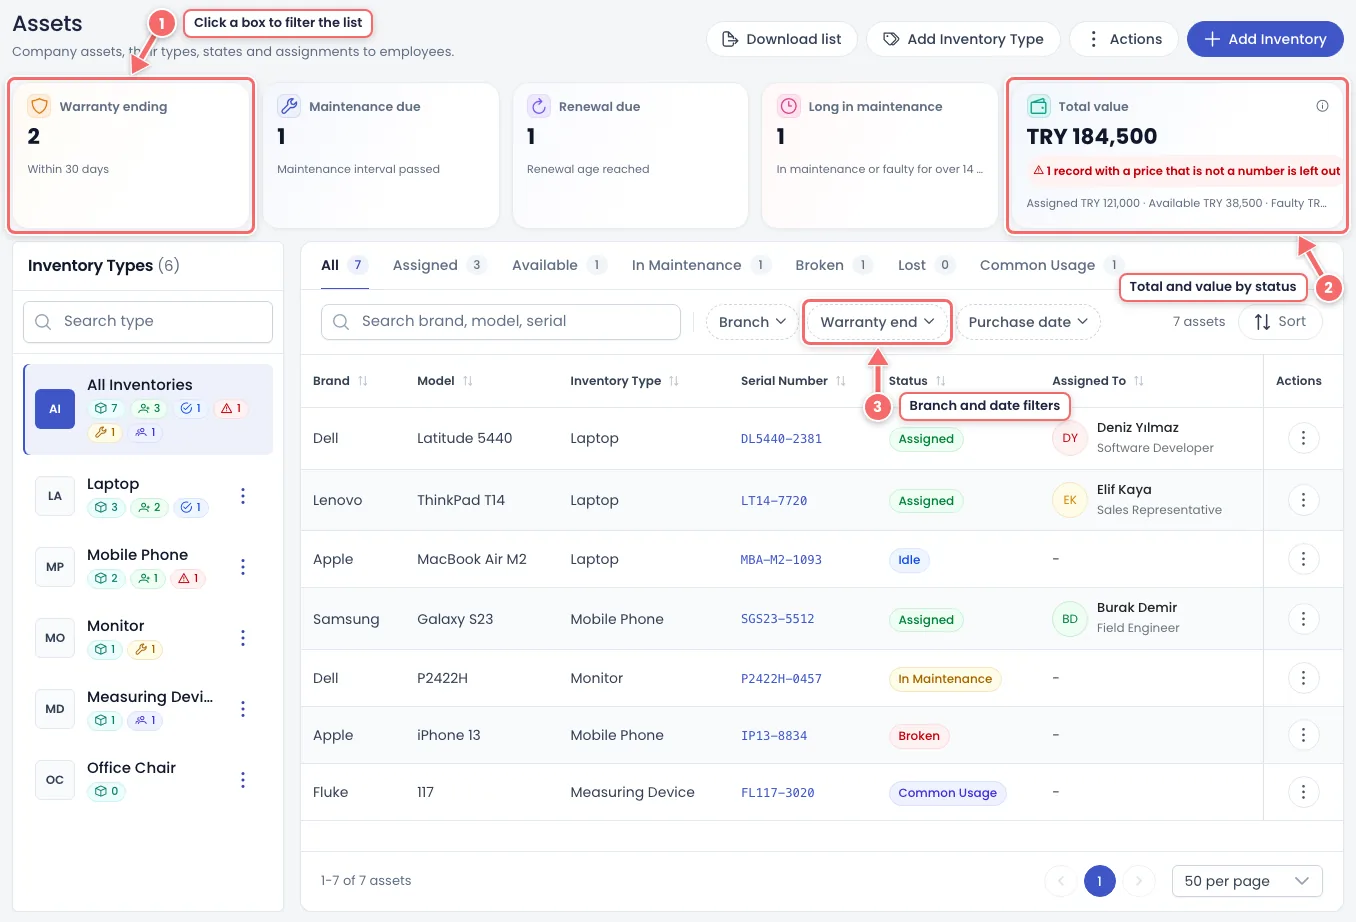 Assets
1
Click a box to filter the list
Company assets, their types, states and assignments to employees.
Download list
Add Inventory Type
Actions
Add Inventory
Warranty ending
2
Within 30 days
Maintenance due
1
Maintenance interval passed
Renewal due
1
Renewal age reached
Long in maintenance
1
In maintenance or faulty for over 14 ...
Total value
TRY 184,500
1 record with a price that is not a number is left out
Assigned TRY 121,000 · Available TRY 38,500 · Faulty TR...
Total and value by status
2
Inventory Types (6)
Search type
AI
All Inventories
7 3 1 1
1 1
LA
Laptop
3 2 1
MP
Mobile Phone
2 1 1
MO
Monitor
1 1
MD
Measuring Devi...
1 1
OC
Office Chair
0
All 7 Assigned 3 Available 1 In Maintenance 1 Broken 1 Lost 0 Common Usage 1
Search brand, model, serial
Branch
Warranty end
Purchase date
7 assets
Sort
3
Branch and date filters
Brand Model Inventory Type Serial Number Status Assigned To Actions
Dell Latitude 5440 Laptop DL5440-2381 Assigned DY Deniz Yılmaz
Software Developer
Lenovo ThinkPad T14 Laptop LT14-7720 Assigned EK Elif Kaya
Sales Representative
Apple MacBook Air M2 Laptop MBA-M2-1093 Idle -
Samsung Galaxy S23 Mobile Phone SGS23-5512 Assigned BD Burak Demir
Field Engineer
Dell P2422H Monitor P2422H-0457 In Maintenance -
Apple iPhone 13 Mobile Phone IP13-8834 Broken -
Fluke 117 Measuring Device FL117-3020 Common Usage -
1-7 of 7 assets
1
50 per page